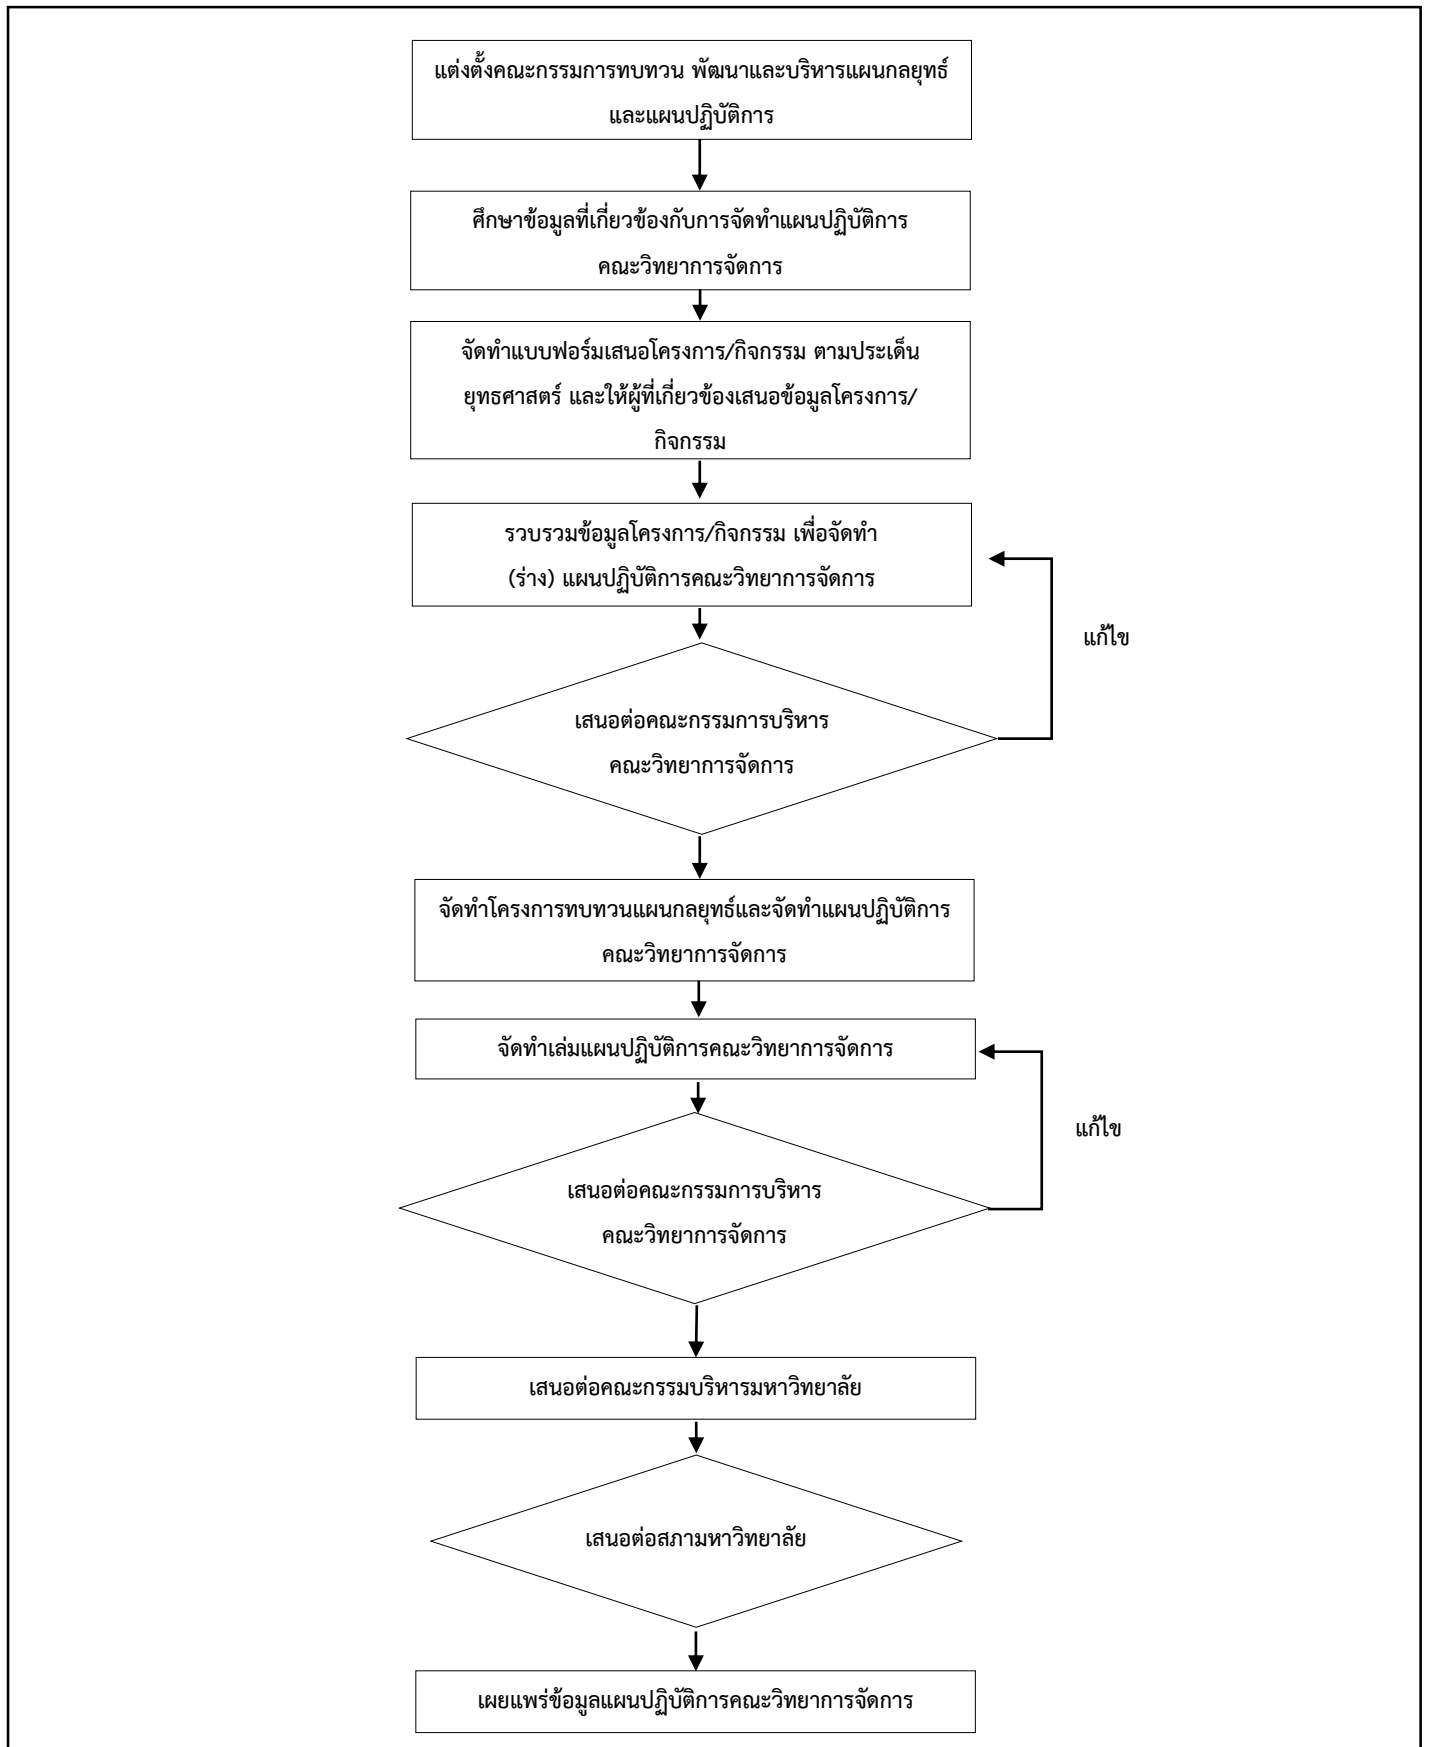 แต่งตั้งคณะกรรมการทบทวน พัฒนาและบริหารแผนกลยุทธ์
และแผนปฏิบัติการ
ศึกษาข้อมูลที่เกี่ยวข้องกับการจัดทำแผนปฏิบัติการ
คณะวิทยาการจัดการ
จัดทำแบบฟอร์มเสนอโครงการ/กิจกรรม ตามประเด็น
ยุทธศาสตร์ และให้ผู้ที่เกี่ยวข้องเสนอข้อมูลโครงการ/
กิจกรรม
รวบรวมข้อมูลโครงการ/กิจกรรม เพื่อจัดทำ
(ร่าง) แผนปฏิบัติการคณะวิทยาการจัดการ
แก้ไข
เสนอต่อคณะกรรมการบริหาร
คณะวิทยาการจัดการ
จัดทำโครงการทบทวนแผนกลยุทธ์และจัดทำแผนปฏิบัติการ
คณะวิทยาการจัดการ
จัดทำเล่มแผนปฏิบัติการคณะวิทยาการจัดการ
แก้ไข
เสนอต่อคณะกรรมการบริหาร
คณะวิทยาการจัดการ
เสนอต่อคณะกรรมบริหารมหาวิทยาลัย
เสนอต่อสภามหาวิทยาลัย
เผยแพร่ข้อมูลแผนปฏิบัติการคณะวิทยาการจัดการ